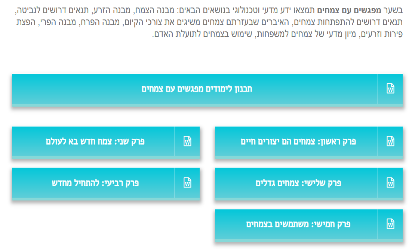 בשער מפגשים עם צמחים תמצאו ידע מדעי וטכנולוגי בנושאים הבאים: מבנה הצמח, מבנה הזרע, תנאים דרושים לנביטה,
תנאים דרושים להתפתחות צמחים, האיברים שבעזרתם צמחים משיגים את צורכי הקיום, מבנה הפרח, מבנה הפרי, הפצת
פירות וזרעים, מיון מדעי של צמחים למשפחות, שימוש בצמחים לתועלת האדם.
תכנון לימודים מפגשים עם צמחים
פרק ראשון: צמחים הם יצורים חיים
פרק שני: צמח חדש בא לעולם
פרק שלישי: צמחים גדלים
פרק רביעי: להתחיל מחדש
פרק חמישי: משתמשים בצמחים